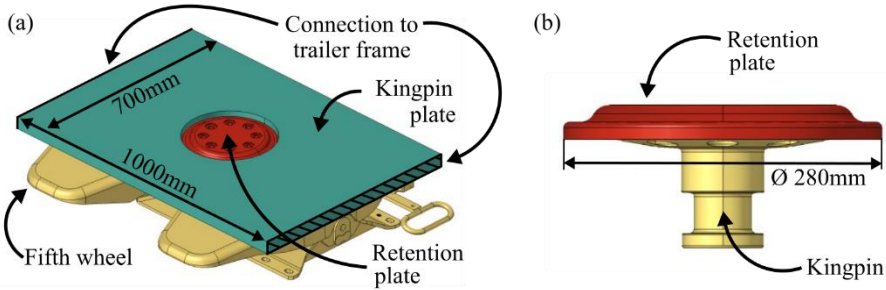 (a)
Connection to
trailer frame
700mm
Kingpin
plate
1000mm
Fifth wheel
Retention
plate
(b)
Retention
plate
Ø 280mm
Kingpin